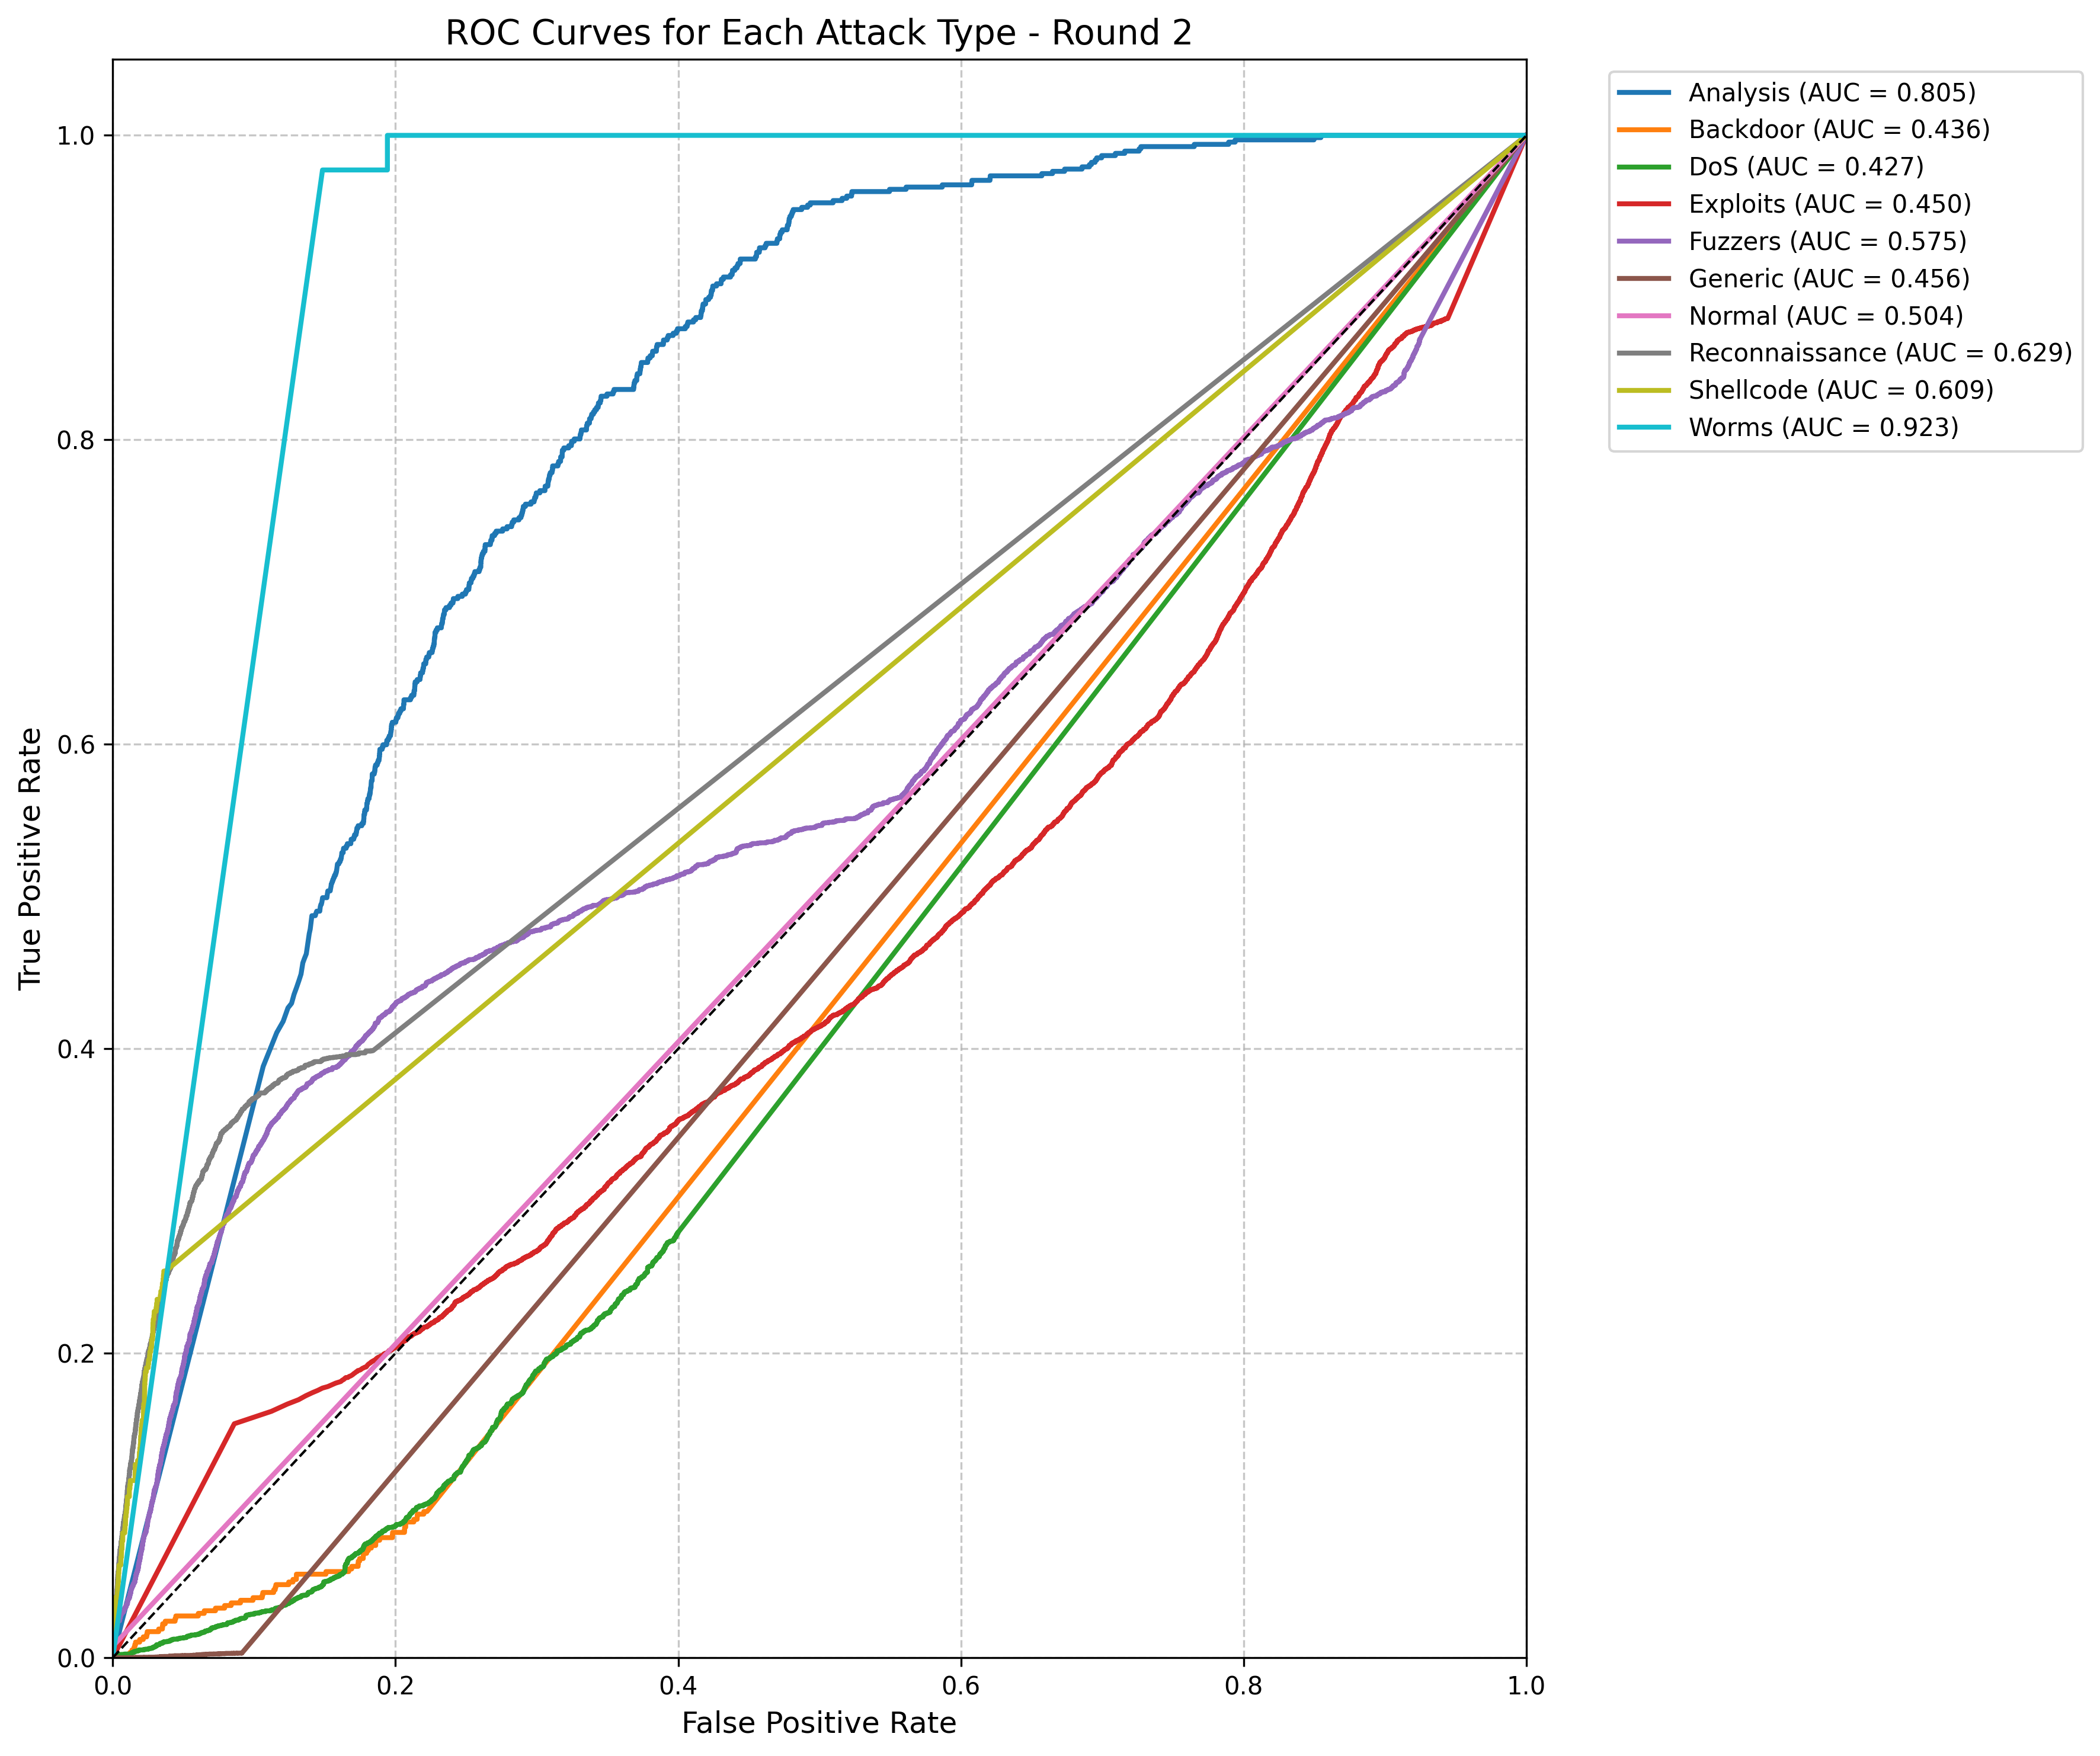 ROC Curves for Each Attack Type - Round 2
Analysis (AUC = 0.805)
Backdoor (AUC = 0.436)
DoS (AUC = 0.427)
Exploits (AUC = 0.450)
Fuzzers (AUC = 0.575)
Generic (AUC = 0.456)
Normal (AUC = 0.504)
Reconnaissance (AUC = 0.629)
Shellcode (AUC = 0.609)
Worms (AUC = 0.923)
True Positive Rate
1.0
0.8
0.6
0.4
0.2
0.0
0.0 0.2 0.4 0.6 0.8 1.0
False Positive Rate